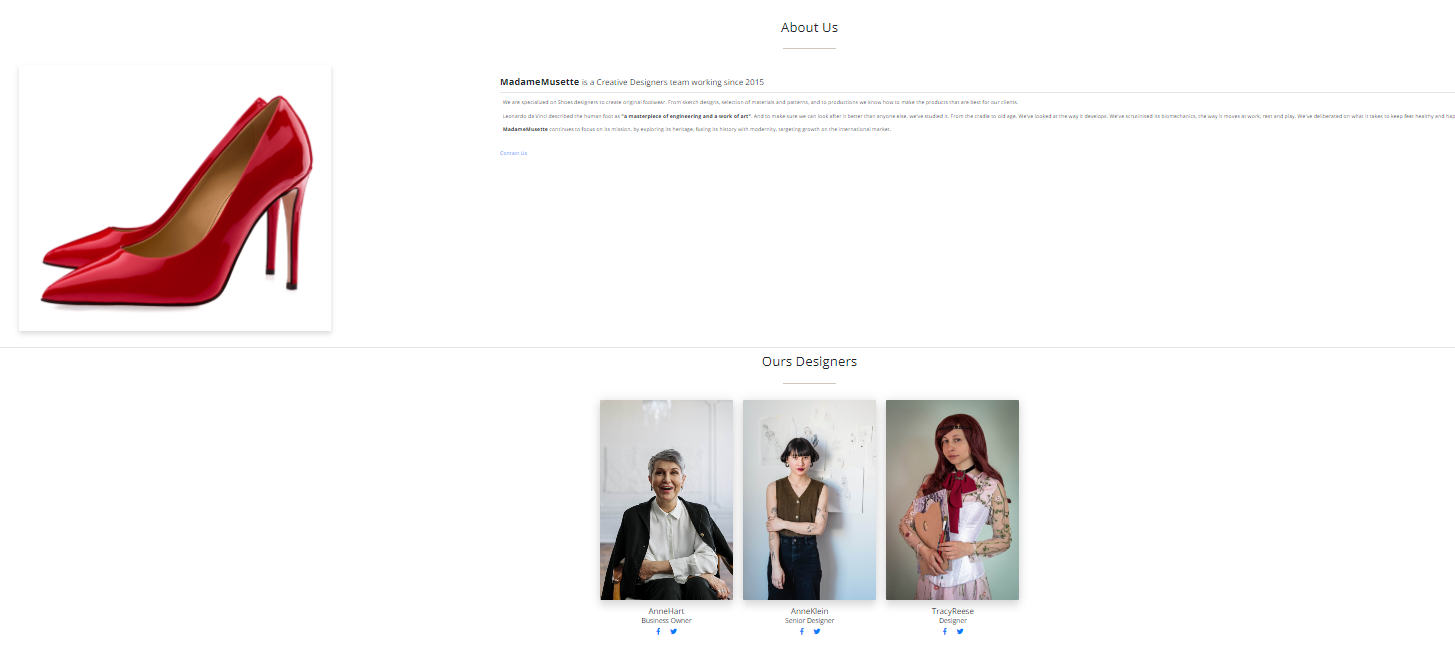 About Us
MadameMusette is a Creative Designers team working since 2015
We are specialized on Shoes designers to create original footwear. From sketch designs, selection of materials and patterns, and to productions we know how to make the products that are best for our clients.
Leonardo da Vinci described the human foot as "a masterpiece of engineering and a work of art". And to make sure we can look after it better than anyone else, we've studied it. From the cradle to old age. We've looked at the way it develops. We've scrutinised its biomechanics, the way it moves at work, rest and play. We've deliberated on what it takes to keep feet healthy and hap
MadameMusette continues to focus on its mission, by exploring its heritage, fusing its history with modernity, targeting growth on the international market.
Contact Us
Ours Designers
AnneHart
Business Owner
AnneKlein
Senior Designer
TracyReese
Designer